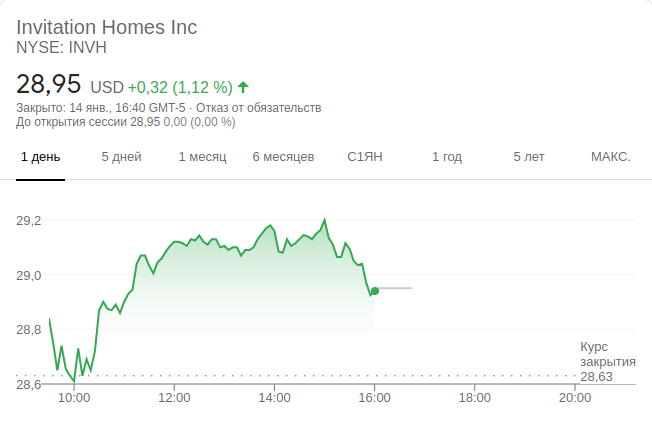 Invitation Homes Inc
NYSE: INVH
28,95 USD +0,32 (1,12 %)
Закрыто: 14 янв., 16:40 GMT-5 · Отказ от обязательств
До открытия сессии 28,95 0,00 (0,00 %)
1 день 5 дней 1 месяц 6 месяцев С1ЯН 1 год 5 лет МАКС.
29,2
29,0
28,8
Курс
закрытия
28,63
28,6
10:00 12:00 14:00 16:00 18:00 20:00